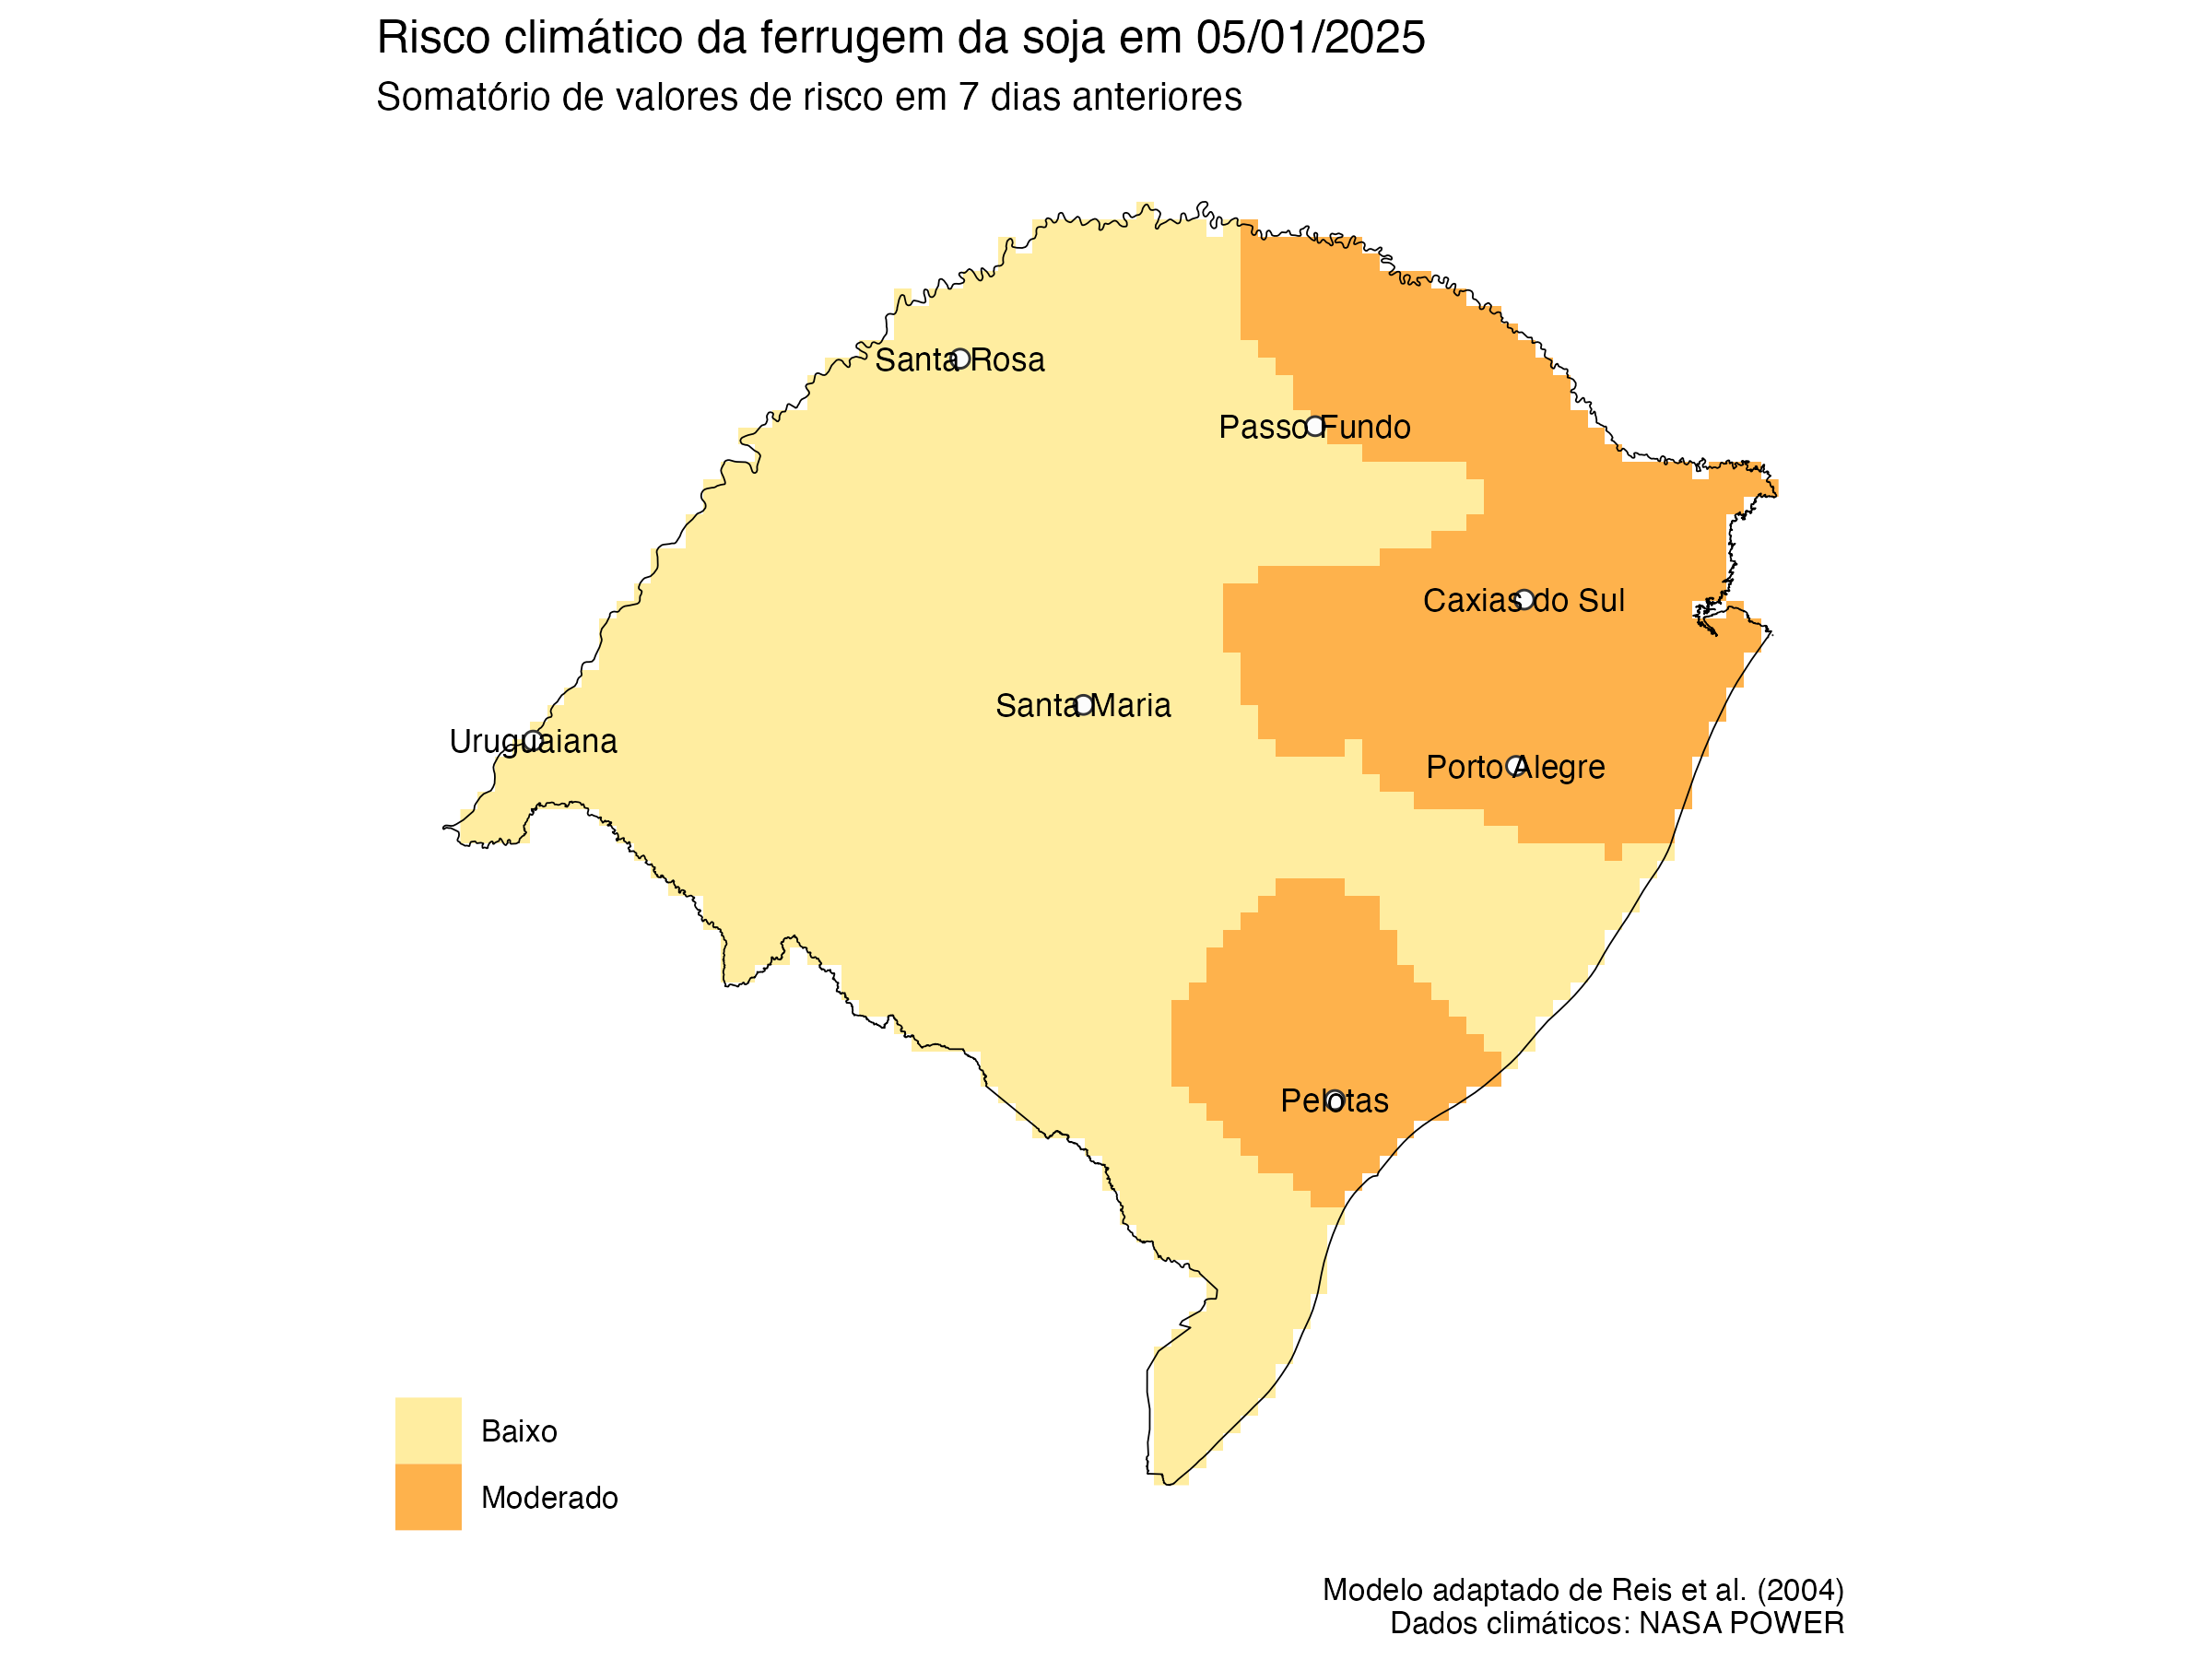 Risco climático da ferrugem da soja em 05/01/2025
Somatório de valores de risco em 7 dias anteriores
Santa Rosa
Passo Fundo
Caxias do Sul
Santa Maria
Uruguaiana
Porto Alegre
Pelotas
Baixo
Moderado
Modelo adaptado de Reis et al. (2004)
Dados climáticos: NASA POWER